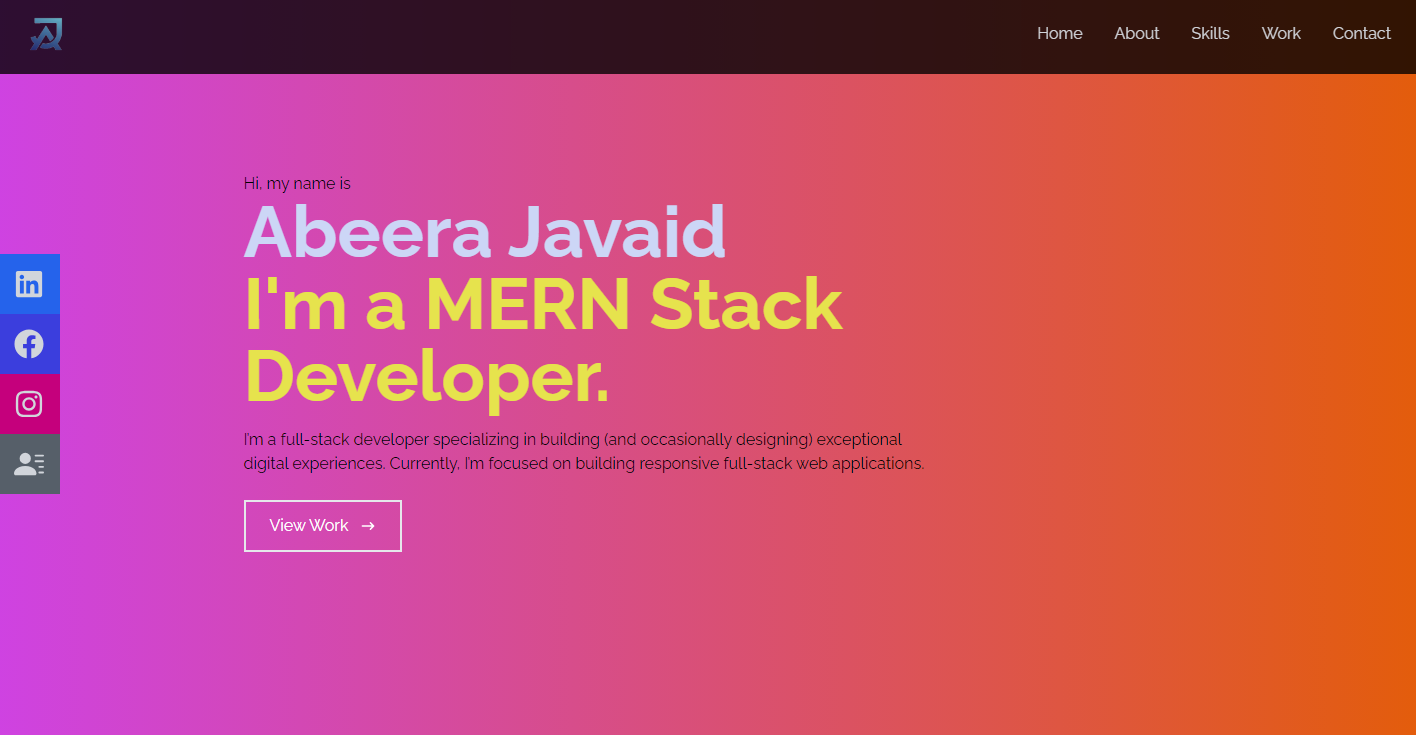 Home About Skills Work Contact
Hi, my name is
Abeera Javaid
I'm a MERN Stack
Developer.
I'm a full-stack developer specializing in building (and occasionally designing) exceptional
digital experiences. Currently, I'm focused on building responsive full-stack web applications.
View Work →